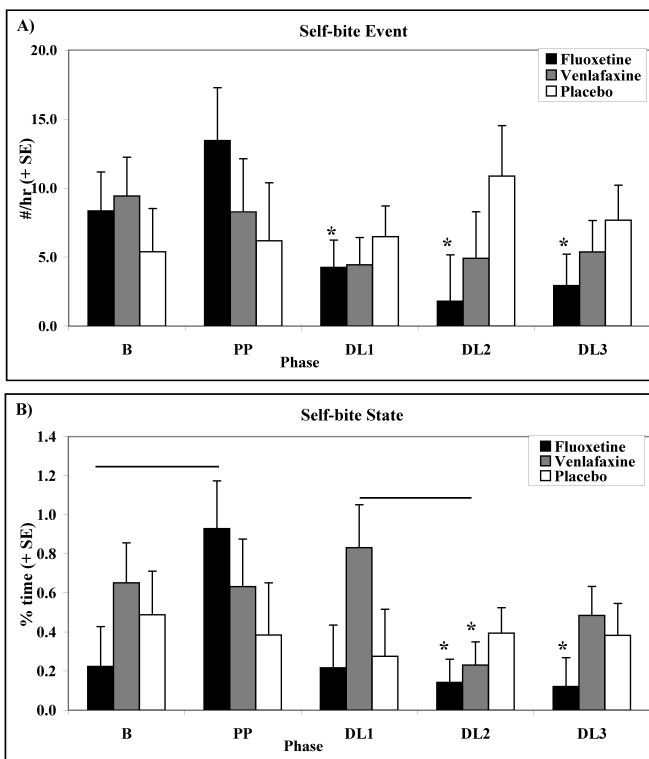 A)
Self-bite Event
Fluoxetine
Venlafaxine
Placebo
#/hr (+ SE)
20.0
15.0
10.0
5.0
0.0
*
*
*
B
PP
DL1
DL2
DL3
Phase
B)
Self-bite State
Fluoxetine
Venlafaxine
Placebo
% time (+ SE)
1.4
1.2
1.0
0.8
0.6
0.4
0.2
0.0
*
*
*
B
PP
DL1
DL2
DL3
Phase